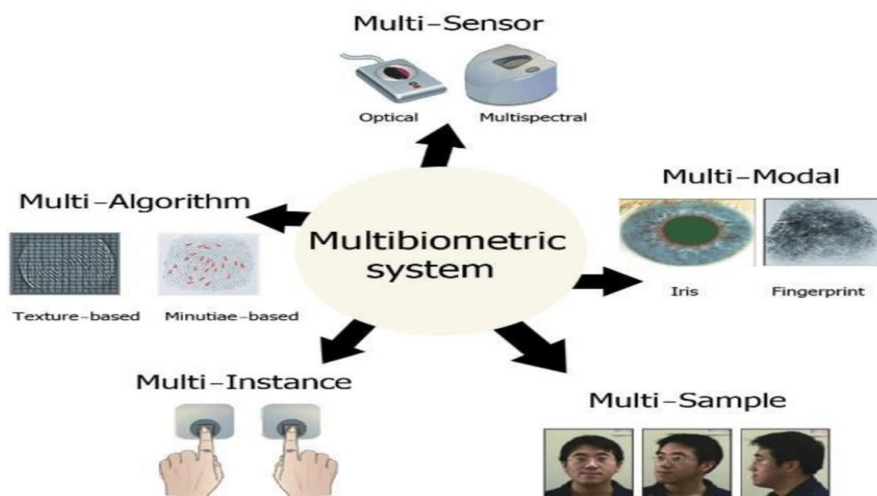 Multi-Sensor
Optical
Multispectral
Multi-Modal
Iris
Fingerprint
Multi-Algorithm
Texture-based
Minutiae-based
Multibiometric
system
Multi-Instance
Multi-Sample